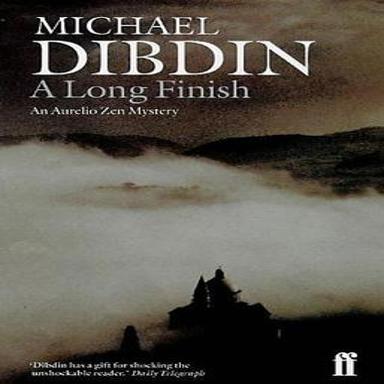 MICHAEL
DIBDIN
A Long Finish
An Aurelio Zen Mystery
'Dibdin has a gift for shocking the
unshockable reader.' Daily Telegraph
ff